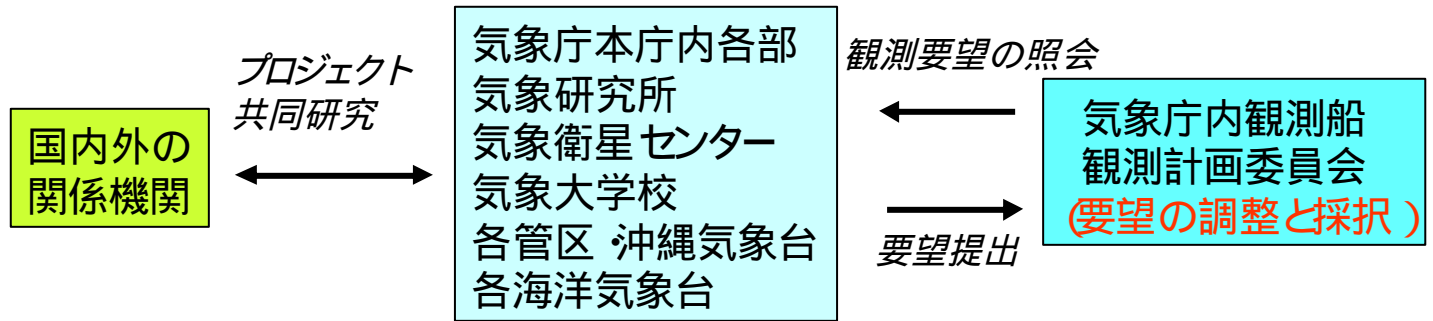 国内外の
関係機関
プロジェクト
共同研究
気象庁本庁内各部
気象研究所
気象衛星センター
気象大学校
各管区・沖縄気象台
各海洋気象台
観測要望の照会
要望提出
気象庁内観測船
観測計画委員会
(要望の調整と採択)